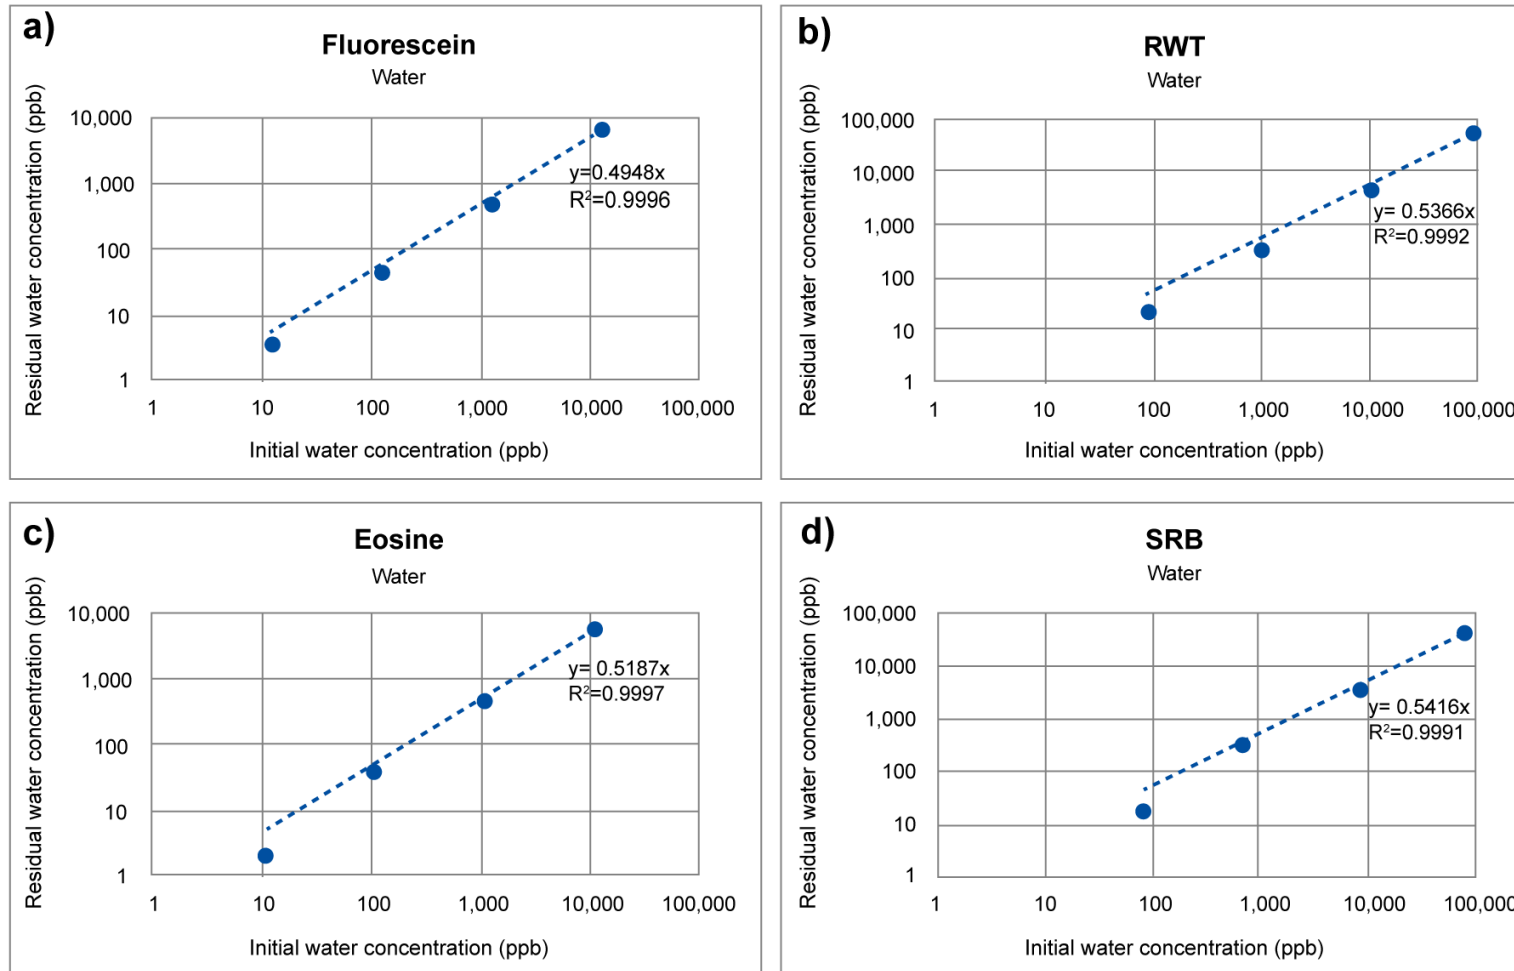 a)
Fluorescein
Water
Residual water concentration (ppb)
10,000
1,000
100
10
1
y=0.4948x
R²=0.9996
1 10 100 1,000 10,000 100,000
Initial water concentration (ppb)
b)
RWT
Water
Residual water concentration (ppb)
100,000
10,000
1,000
100
10
1
y= 0.5366x
R²=0.9992
1 10 100 1,000 10,000 100,000
Initial water concentration (ppb)
c)
Eosine
Water
Residual water concentration (ppb)
10,000
1,000
100
10
1
y= 0.5187x
R²=0.9997
1 10 100 1,000 10,000 100,000
Initial water concentration (ppb)
d)
SRB
Water
Residual water concentration (ppb)
100,000
10,000
1,000
100
10
1
y= 0.5416x
R²=0.9991
1 10 100 1,000 10,000 100,000
Initial water concentration (ppb)